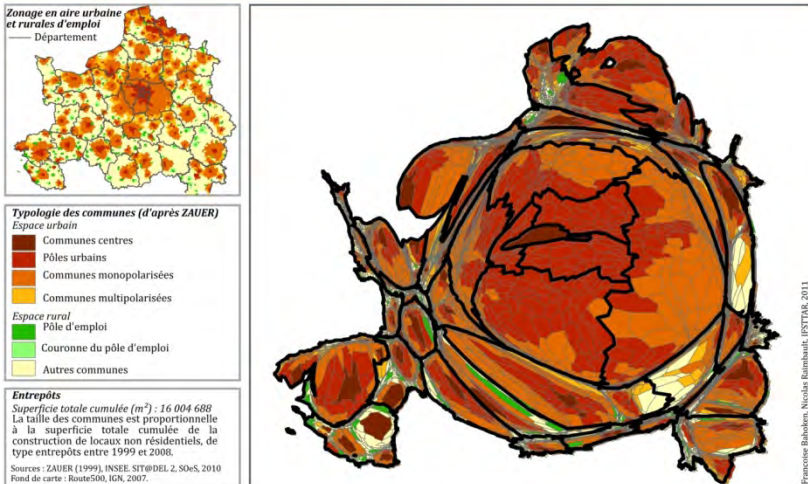 Zonage en aire urbaine
et rurales d'emploi
Département
Typologie des communes (d'après ZAUER)
Espace urbain
Communes centres
Pôles urbains
Communes monopolarisées
Communes multipolarisées
Espace rural
Pôle d'emploi
Couronne du pôle d'emploi
Autres communes
Entrepôts
Superficie totale cumulée (m²) : 16 004 688
La taille des communes est proportionnelle
à la superficie totale cumulée de la
construction de locaux non résidentiels, de
type entrepôts entre 1999 et 2008.
Sources : ZAUER (1999), INSEE. SIT@DEL 2, SOeS, 2010
Fond de carte : Route500, IGN, 2007.
Francoise Bahoken, Nicolas Raimbault, IFSTTAR, 2011